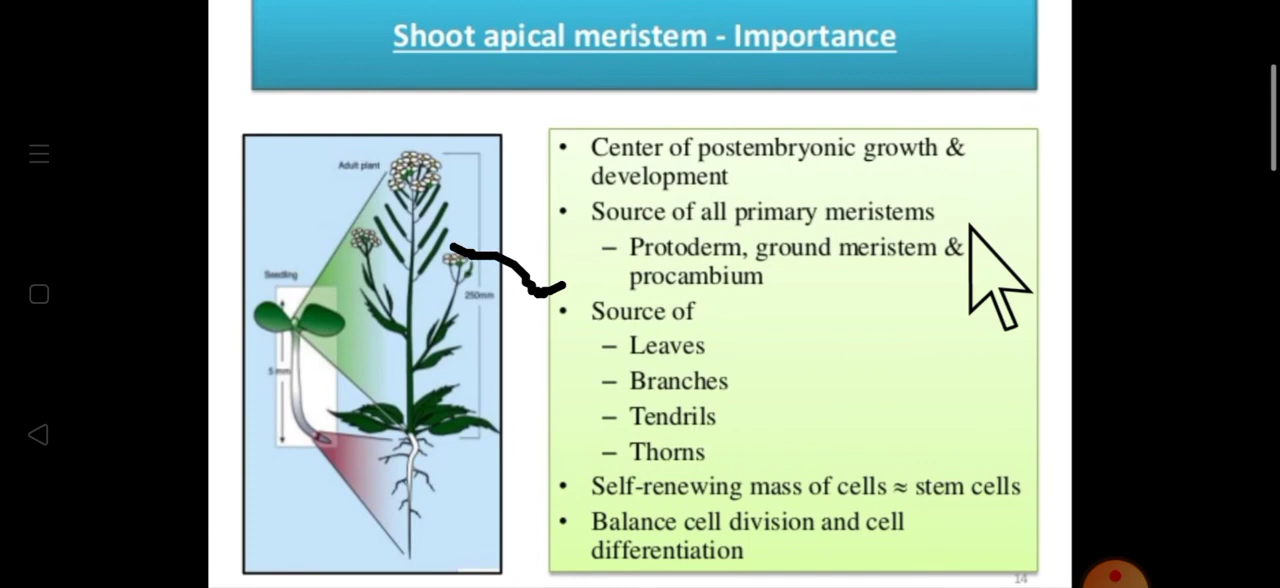 Shoot apical meristem - Importance
Adult plant
Seedling
250mm
5 mm
• Center of postembryonic growth &
development
• Source of all primary meristems
– Protoderm, ground meristem &
procambium
• Source of
– Leaves
– Branches
– Tendrils
– Thorns
• Self-renewing mass of cells ≈ stem cells
• Balance cell division and cell
differentiation
14